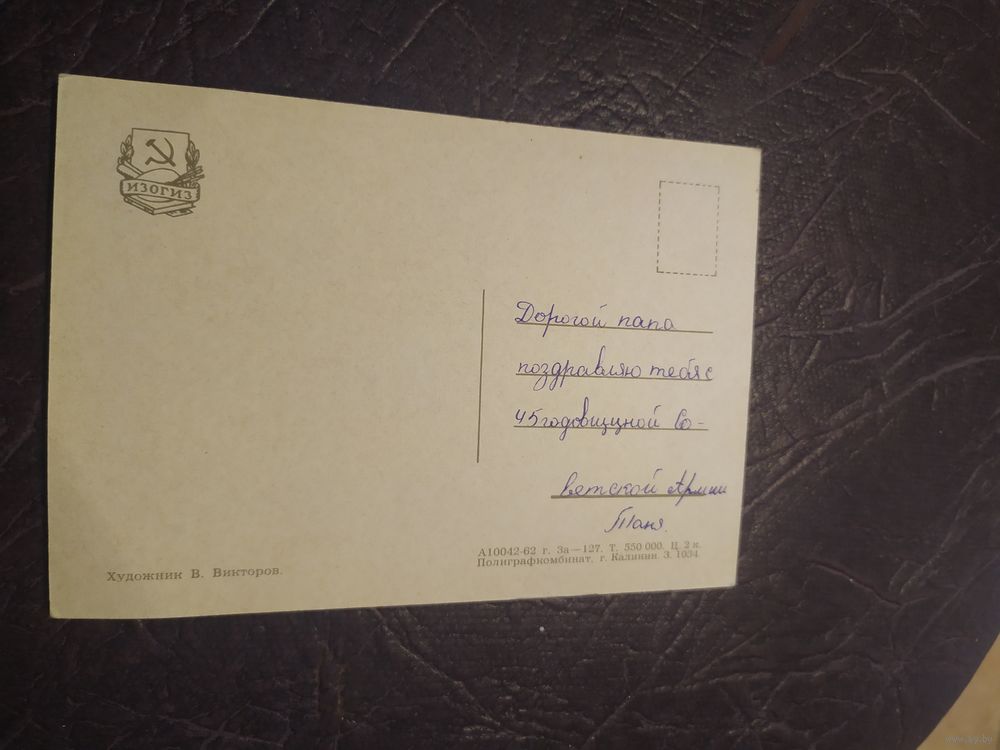 ИЗОГИЗ
Дорогой папа
поздравляю тебя с
45 годовщиной Со-
ветской Армии
Таня.
Художник В. Викторов.
А10042-62 г. За—127. Т. 550 000. Ц. 2 к.
Полиграфкомбинат, г. Калинин. З. 1034.